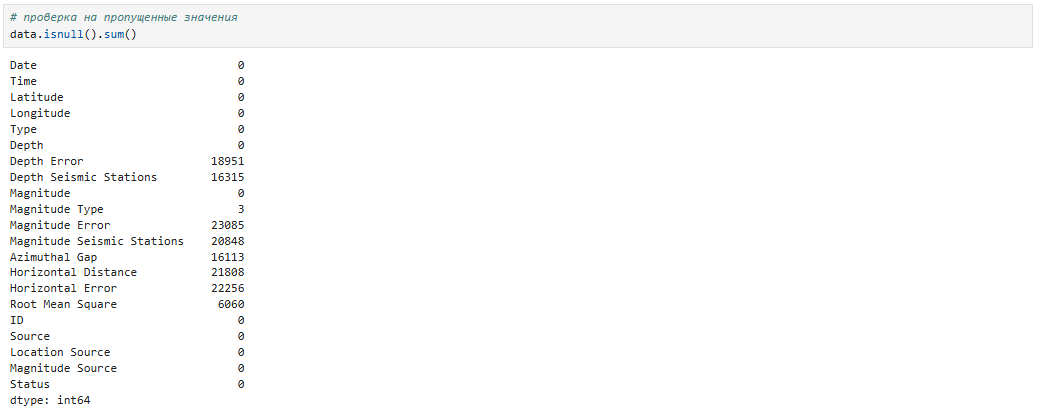 # проверка на пропущенные значения
data.isnull().sum()
Date 0
Time 0
Latitude 0
Longitude 0
Type 0
Depth 0
Depth Error 18951
Depth Seismic Stations 16315
Magnitude 0
Magnitude Type 3
Magnitude Error 23085
Magnitude Seismic Stations 20848
Azimuthal Gap 16113
Horizontal Distance 21808
Horizontal Error 22256
Root Mean Square 6060
ID 0
Source 0
Location Source 0
Magnitude Source 0
Status 0
dtype: int64